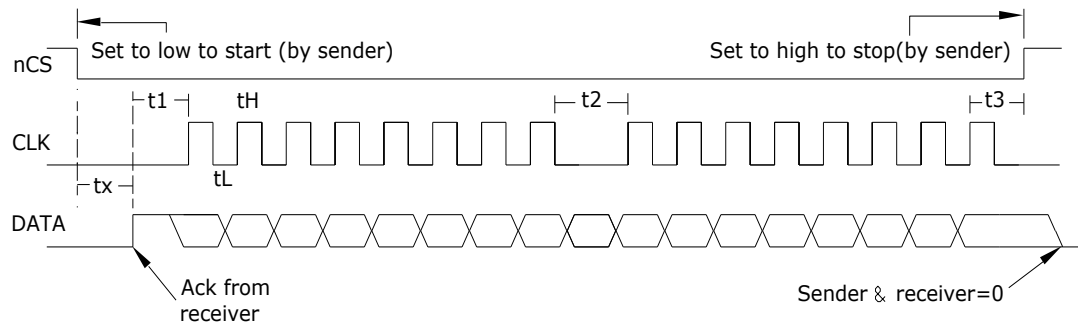 Set to low to start (by sender)
Set to high to stop(by sender)
nCS
t1
tH
t2
t3
CLK
tL
tx
DATA
Ack from
receiver
Sender & receiver=0